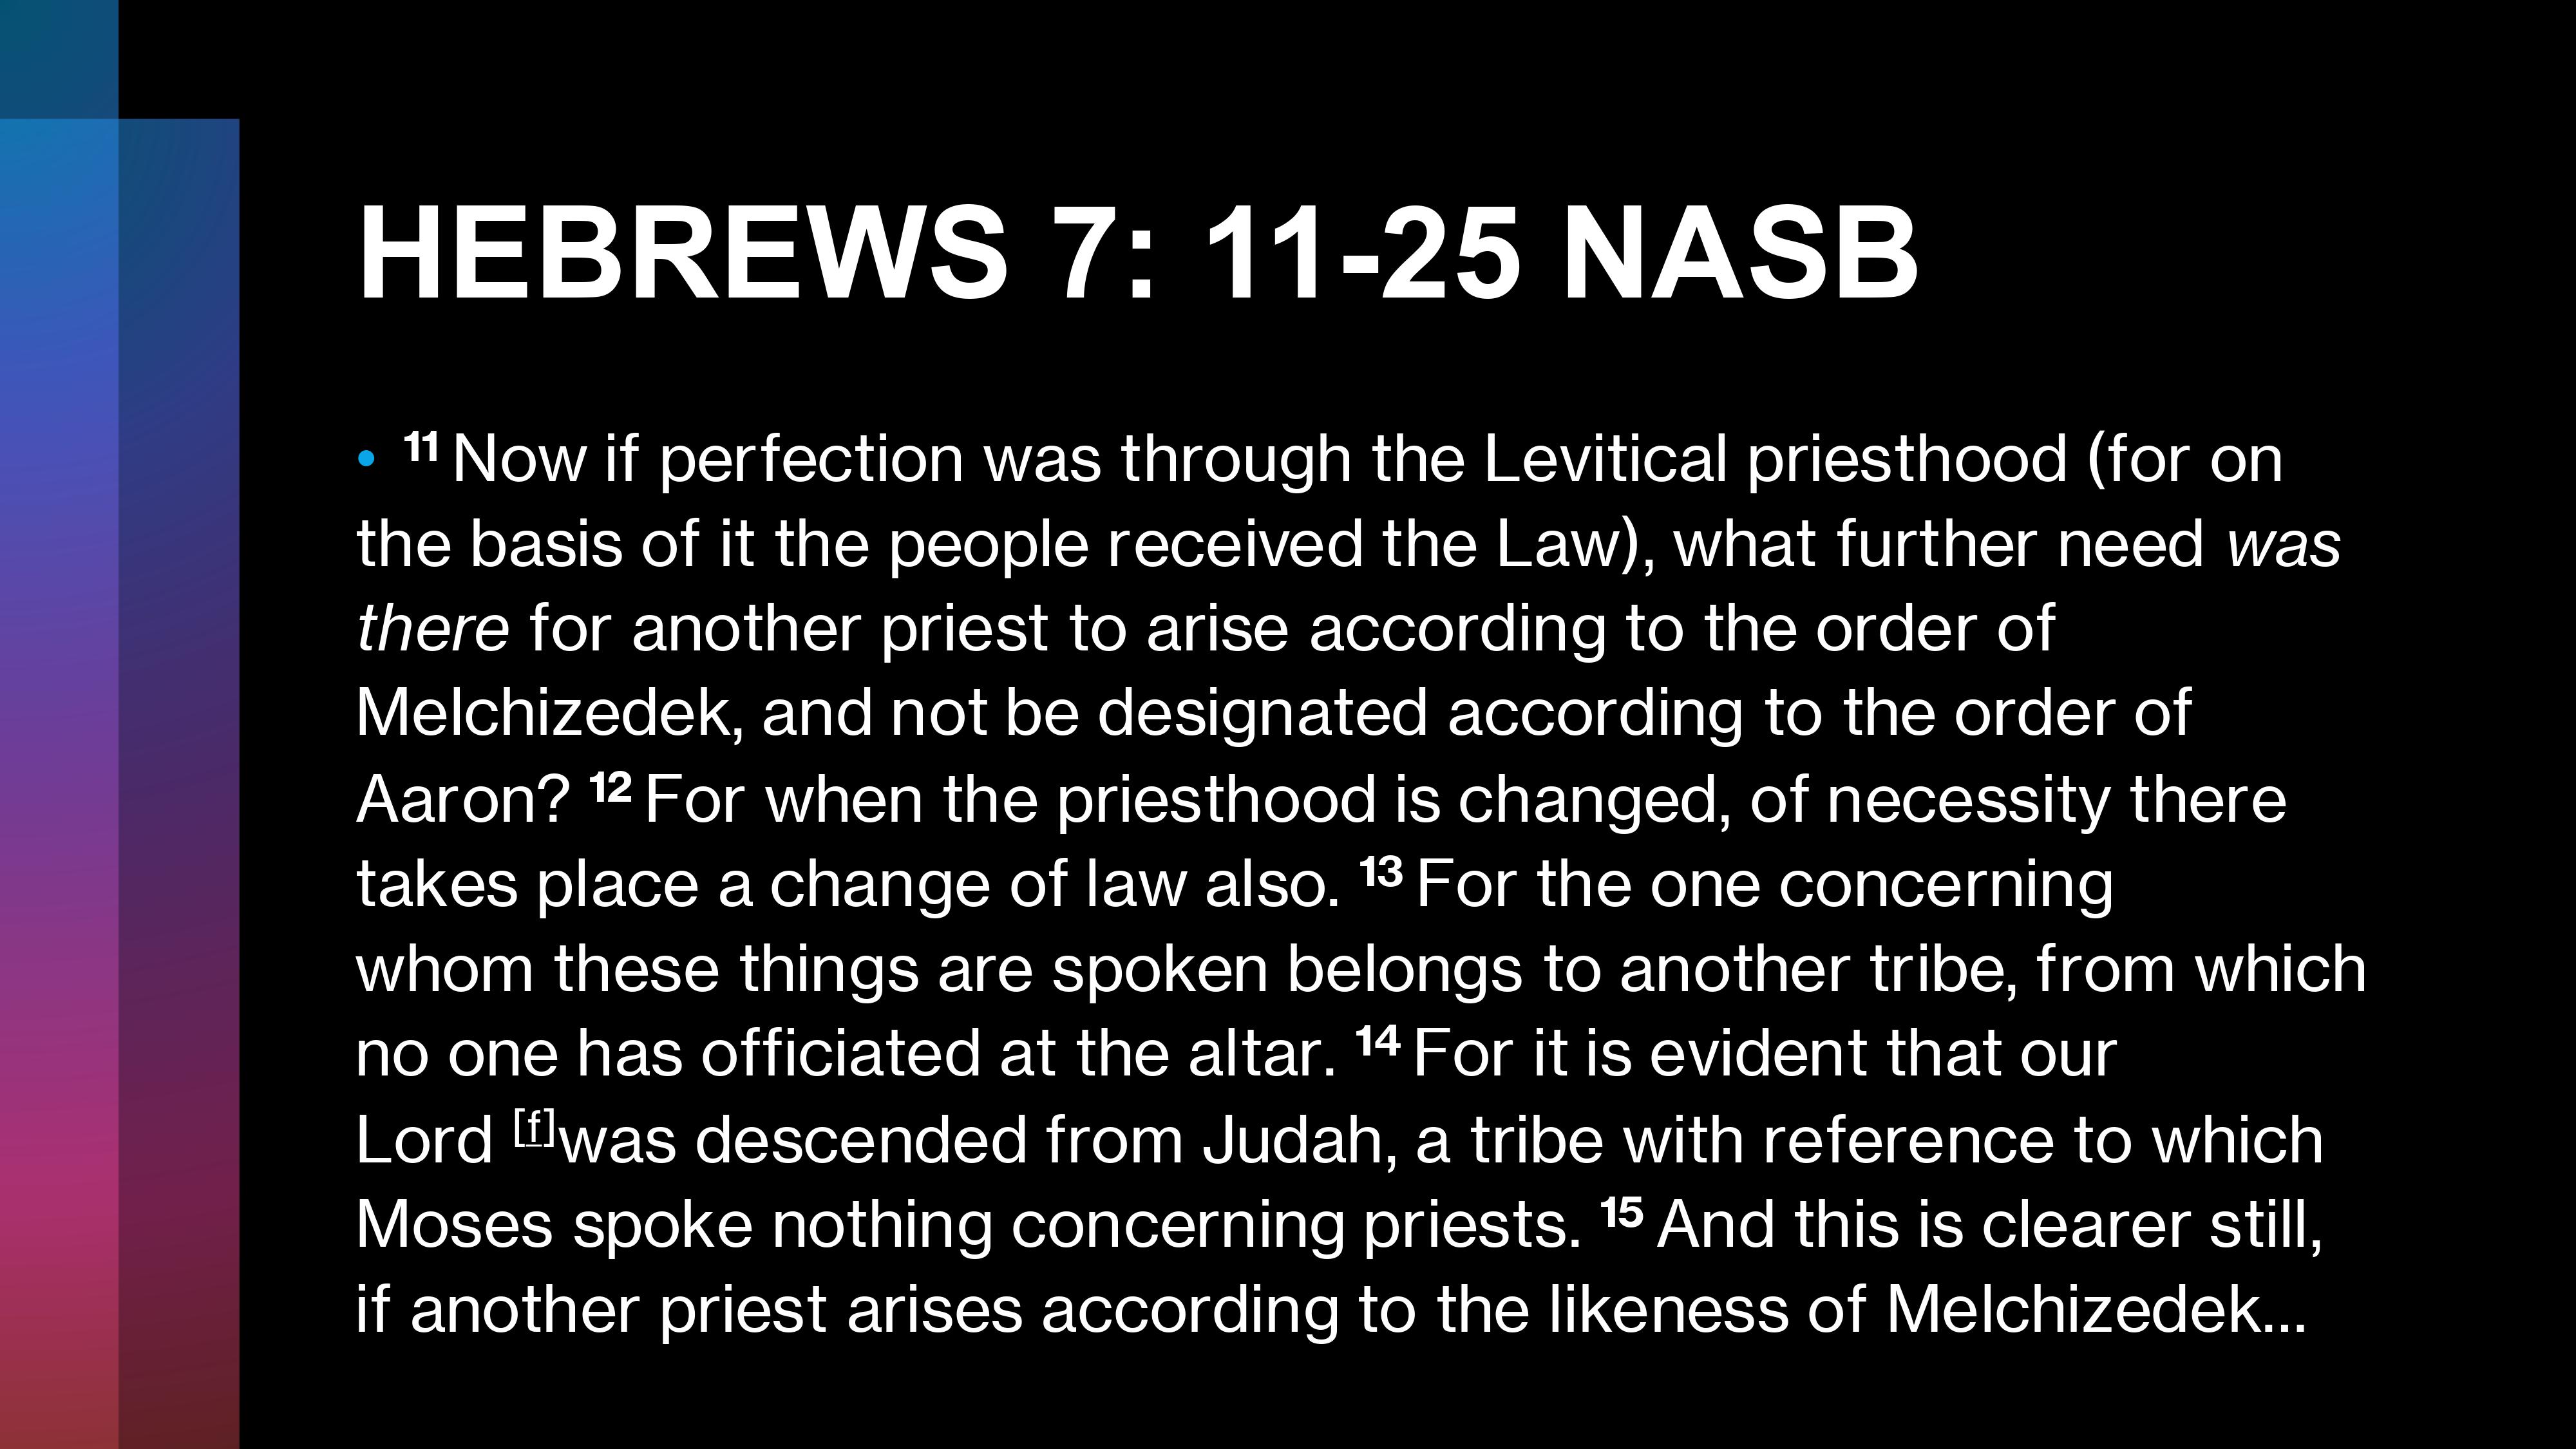 HEBREWS 7: 11-25 NASB
• 11 Now if perfection was through the Levitical priesthood (for on
the basis of it the people received the Law), what further need was
there for another priest to arise according to the order of
Melchizedek, and not be designated according to the order of
Aaron? 12 For when the priesthood is changed, of necessity there
takes place a change of law also. 13 For the one concerning
whom these things are spoken belongs to another tribe, from which
no one has officiated at the altar. 14 For it is evident that our
Lord [f]was descended from Judah, a tribe with reference to which
Moses spoke nothing concerning priests. 15 And this is clearer still,
if another priest arises according to the likeness of Melchizedek...